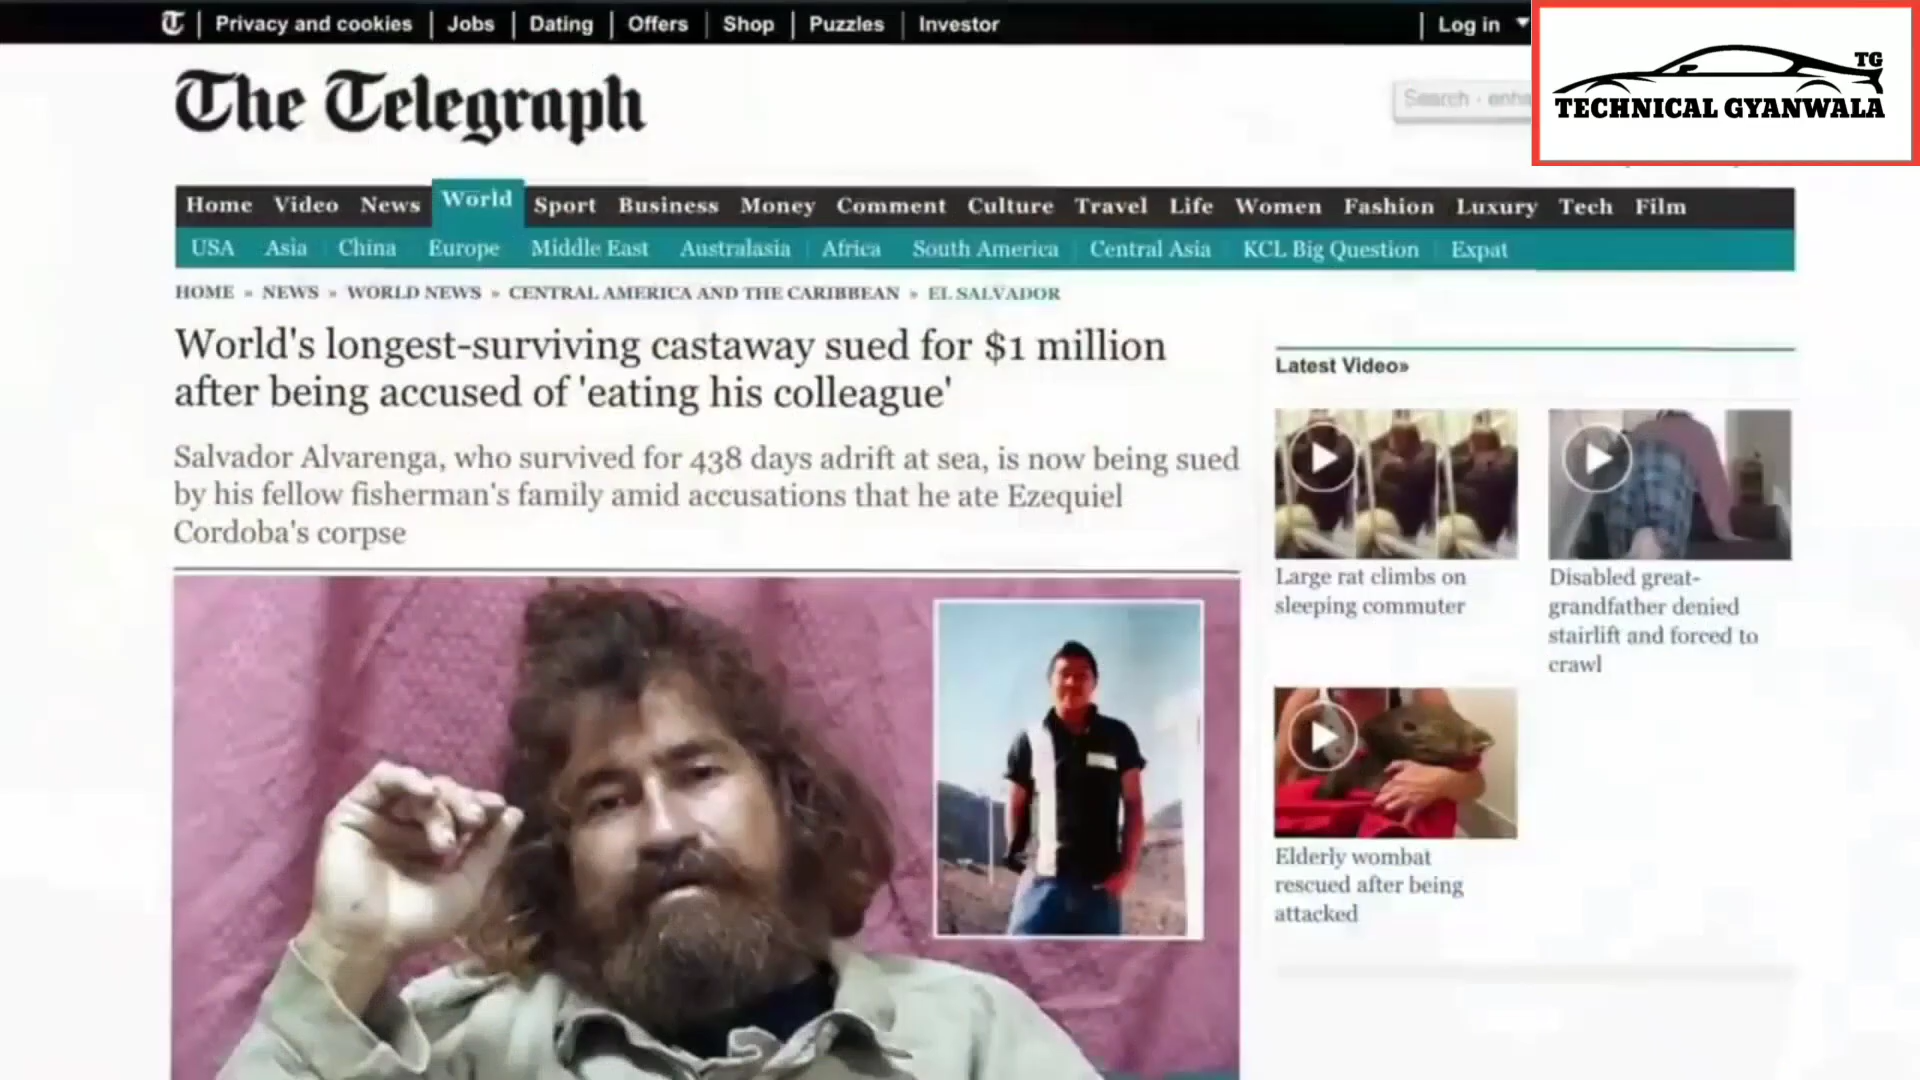 Privacy and cookies | Jobs | Dating | Offers | Shop | Puzzles | Investor | Log in
TG
TECHNICAL GYANWALA
The Telegraph
Search - enha
Home Video News World Sport Business Money Comment Culture Travel Life Women Fashion Luxury Tech Film
USA Asia China Europe Middle East Australasia Africa South America Central Asia KCL Big Question Expat
HOME » NEWS » WORLD NEWS » CENTRAL AMERICA AND THE CARIBBEAN » EL SALVADOR
World's longest-surviving castaway sued for $1 million
after being accused of 'eating his colleague'
Salvador Alvarenga, who survived for 438 days adrift at sea, is now being sued
by his fellow fisherman's family amid accusations that he ate Ezequiel
Cordoba's corpse
Latest Video»
Large rat climbs on
sleeping commuter
Disabled great-
grandfather denied
stairlift and forced to
crawl
Elderly wombat
rescued after being
attacked